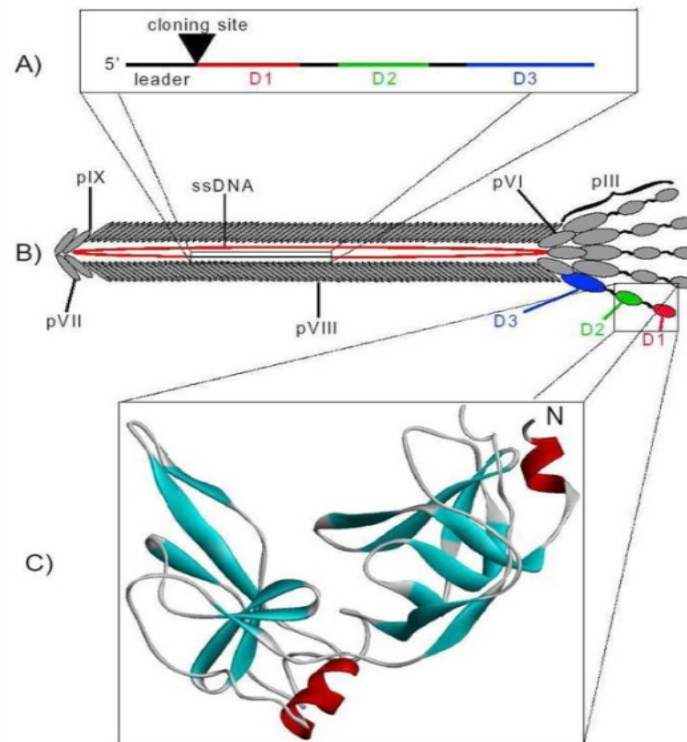 cloning site
A)
5'
leader
D1
D2
D3
pIX
ssDNA
pVI
pIII
B)
pVII
pVIII
D3
D2
D1
N
C)